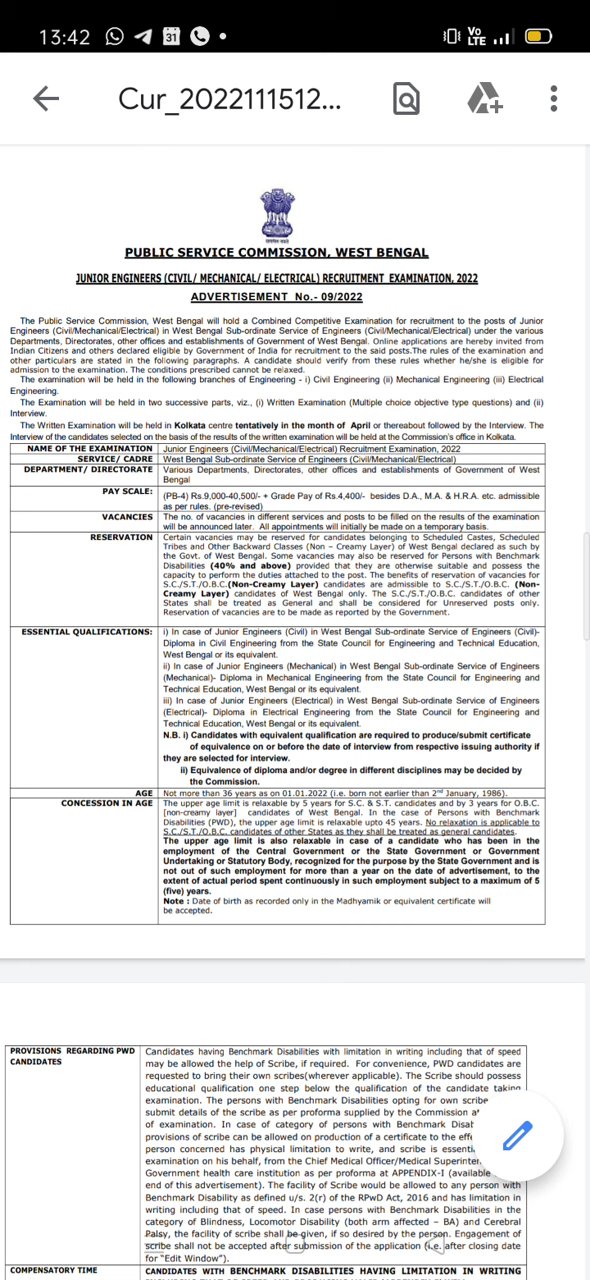 13:42
31
Vo
LTE
Cur_2022111512...
PUBLIC SERVICE COMMISSION, WEST BENGAL
JUNIOR ENGINEERS (CIVIL/ MECHANICAL/ ELECTRICAL) RECRUITMENT EXAMINATION, 2022
ADVERTISEMENT No.- 09/2022
The Public Service Commission, West Bengal will hold a Combined Competitive Examination for recruitment to the posts of Junior
Engineers (Civil/Mechanical/Electrical) in West Bengal Sub-ordinate Service of Engineers (Civil/Mechanical/Electrical) under the various
Departments, Directorates, other offices and establishments of Government of West Bengal. Online applications are hereby invited from
Indian Citizens and others declared eligible by Government of India for recruitment to the said posts.The rules of the examination and
other particulars are stated in the following paragraphs. A candidate should verify from these rules whether he/she is eligible for
admission to the examination. The conditions prescribed cannot be relaxed.
The examination will be held in the following branches of Engineering - i) Civil Engineering (ii) Mechanical Engineering (iii) Electrical
Engineering.
The Examination will be held in two successive parts, viz., (i) Written Examination (Multiple choice objective type questions) and (ii)
Interview.
The Written Examination will be held in Kolkata centre tentatively in the month of April or thereabout followed by the Interview. The
Interview of the candidates selected on the basis of the results of the written examination will be held at the Commission's office in Kolkata.
NAME OF THE EXAMINATION Junior Engineers (Civil/Mechanical/Electrical) Recruitment Examination, 2022
SERVICE/ CADRE West Bengal Sub-ordinate Service of Engineers (Civil/Mechanical/Electrical)
DEPARTMENT/ DIRECTORATE Various Departments, Directorates, other offices and establishments of Government of West
Bengal
PAY SCALE: (PB-4) Rs.9,000-40,500/- + Grade Pay of Rs.4,400/- besides D.A., M.A. & H.R.A. etc. admissible
as per rules. (pre-revised)
VACANCIES The no. of vacancies in different services and posts to be filled on the results of the examination
will be announced later. All appointments will initially be made on a temporary basis.
RESERVATION Certain vacancies may be reserved for candidates belonging to Scheduled Castes, Scheduled
Tribes and Other Backward Classes (Non – Creamy Layer) of West Bengal declared as such by
the Govt. of West Bengal. Some vacancies may also be reserved for Persons with Benchmark
Disabilities (40% and above) provided that they are otherwise suitable and possess the
capacity to perform the duties attached to the post. The benefits of reservation of vacancies for
S.C./S.T./O.B.C.(Non-Creamy Layer) candidates are admissible to S.C./S.T./O.B.C. (Non-
Creamy Layer) candidates of West Bengal only. The S.C./S.T./O.B.C. candidates of other
States shall be treated as General and shall be considered for Unreserved posts only.
Reservation of vacancies are to be made as reported by the Government.
ESSENTIAL QUALIFICATIONS: i) In case of Junior Engineers (Civil) in West Bengal Sub-ordinate Service of Engineers (Civil)-
Diploma in Civil Engineering from the State Council for Engineering and Technical Education,
West Bengal or its equivalent.
ii) In case of Junior Engineers (Mechanical) in West Bengal Sub-ordinate Service of Engineers
(Mechanical)- Diploma in Mechanical Engineering from the State Council for Engineering and
Technical Education, West Bengal or its equivalent.
iii) In case of Junior Engineers (Electrical) in West Bengal Sub-ordinate Service of Engineers
(Electrical)- Diploma in Electrical Engineering from the State Council for Engineering and
Technical Education, West Bengal or its equivalent.
N.B. i) Candidates with equivalent qualification are required to produce/submit certificate
of equivalence on or before the date of interview from respective issuing authority if
they are selected for interview.
ii) Equivalence of diploma and/or degree in different disciplines may be decided by
the Commission.
AGE Not more than 36 years as on 01.01.2022 (i.e. born not earlier than 2nd January, 1986).
CONCESSION IN AGE The upper age limit is relaxable by 5 years for S.C. & S.T. candidates and by 3 years for O.B.C.
[non-creamy layer] candidates of West Bengal. In the case of Persons with Benchmark
Disabilities (PWD), the upper age limit is relaxable upto 45 years. No relaxation is applicable to
S.C./S.T./O.B.C. candidates of other States as they shall be treated as general candidates.
The upper age limit is also relaxable in case of a candidate who has been in the
employment of the Central Government or the State Government or Government
Undertaking or Statutory Body, recognized for the purpose by the State Government and is
not out of such employment for more than a year on the date of advertisement, to the
extent of actual period spent continuously in such employment subject to a maximum of 5
(five) years.
Note : Date of birth as recorded only in the Madhyamik or equivalent certificate will
be accepted.
PROVISIONS REGARDING PWD Candidates having Benchmark Disabilities with limitation in writing including that of speed
CANDIDATES may be allowed the help of Scribe, if required. For convenience, PWD candidates are
requested to bring their own scribes(wherever applicable). The Scribe should possess
educational qualification one step below the qualification of the candidate taking
examination. The persons with Benchmark Disabilities opting for own scribe
submit details of the scribe as per proforma supplied by the Commission
of examination. In case of category of persons with Benchmark
provisions of scribe can be allowed on production of a certificate to the
person concerned has physical limitation to write, and scribe is
examination on his behalf, from the Chief Medical Officer/Medical
Government health care institution as per proforma at APPENDIX-I (available
end of this advertisement). The facility of Scribe would be allowed to any person with
Benchmark Disability as defined u/s. 2(r) of the RPwD Act, 2016 and has limitation in
writing including that of speed. In case persons with Benchmark Disabilities in the
category of Blindness, Locomotor Disability (both arm affected – BA) and Cerebral
Palsy, the facility of scribe shall be given, if so desired by the person. Engagement of
scribe shall not be accepted after submission of the application (i.e. after closing date
for "Edit Window").
COMPENSATORY TIME CANDIDATES WITH BENCHMARK DISABILITIES HAVING LIMITATION IN WRITING